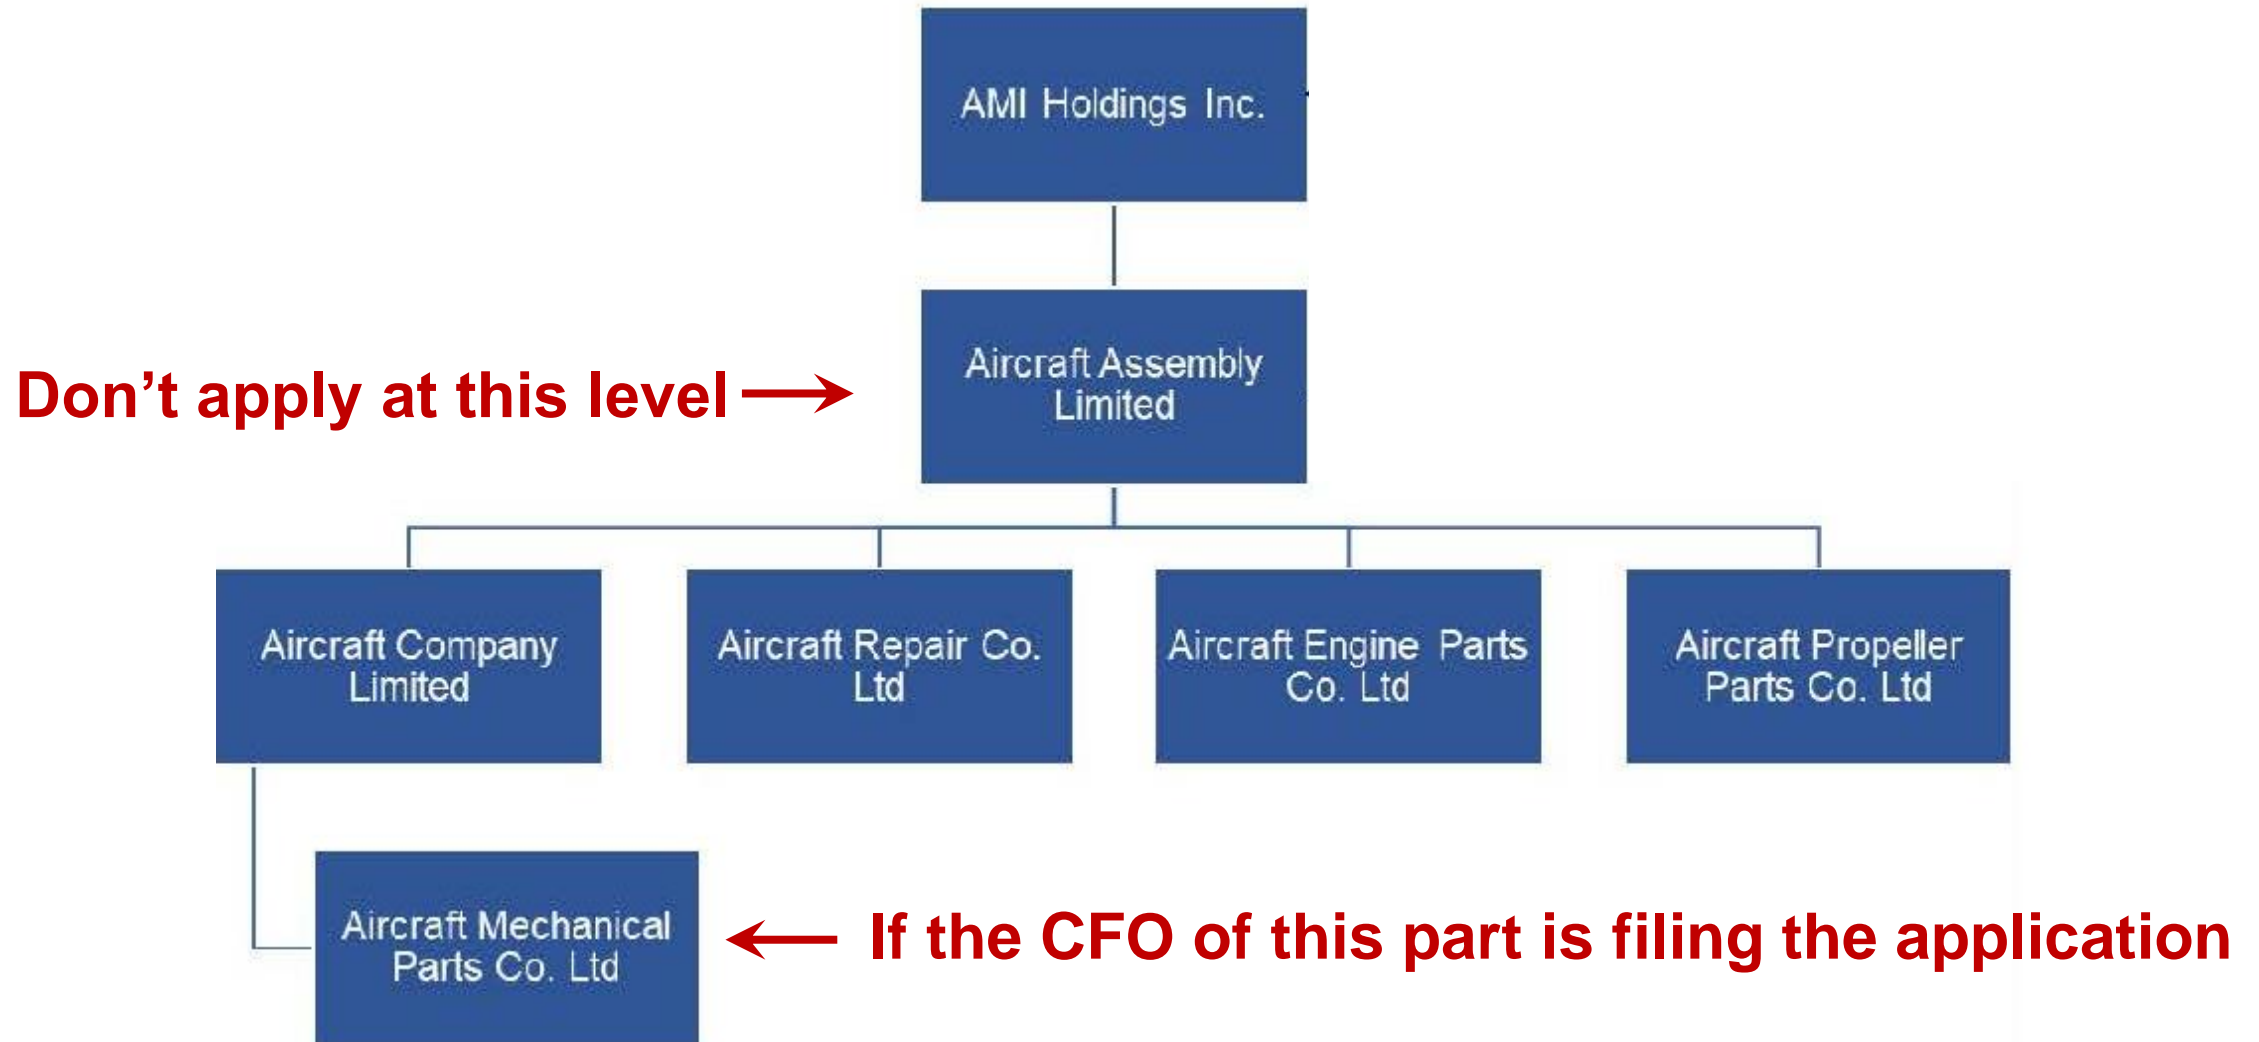 AMI Holdings Inc.
Aircraft Assembly
Limited
Don’t apply at this level
Aircraft Company
Limited
Aircraft Repair Co.
Ltd
Aircraft Engine Parts
Co. Ltd
Aircraft Propeller
Parts Co. Ltd
Aircraft Mechanical
Parts Co. Ltd
If the CFO of this part is filing the application